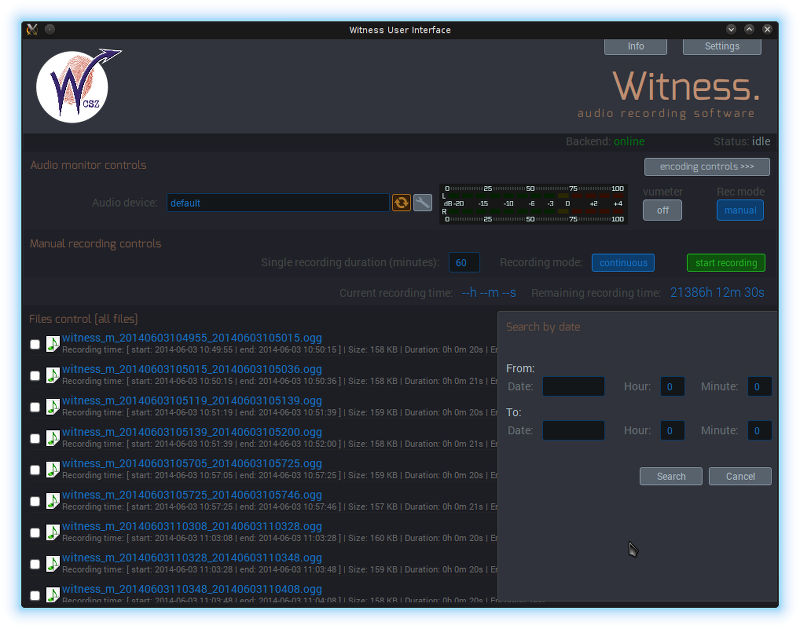 Witness User Interface
Info Settings
W CSZ
Witness.
audio recording software
Backend: online Status: idle
Audio monitor controls
encoding controls >>>
Audio device: default
0 25 50 75 100
L
dB -20 -15 -10 -6 -3 0 +2 +4
R
0 25 50 75 100
vumeter Rec mode
off manual
Manual recording controls
Single recording duration (minutes): 60 Recording mode: continuous start recording
Current recording time: --h --m --s Remaining recording time: 21386h 12m 30s
Files control [all files]
witness_m_20140603104955_20140603105015.ogg
Recording time: [ start: 2014-06-03 10:49:55 | end: 2014-06-03 10:50:15 ] | Size: 158 KB | Duration: 0h 0m 20s | En
witness_m_20140603105015_20140603105036.ogg
Recording time: [ start: 2014-06-03 10:50:15 | end: 2014-06-03 10:50:36 ] | Size: 158 KB | Duration: 0h 0m 21s | En
witness_m_20140603105119_20140603105139.ogg
Recording time: [ start: 2014-06-03 10:51:19 | end: 2014-06-03 10:51:39 ] | Size: 159 KB | Duration: 0h 0m 20s | En
witness_m_20140603105139_20140603105200.ogg
Recording time: [ start: 2014-06-03 10:51:39 | end: 2014-06-03 10:52:00 ] | Size: 158 KB | Duration: 0h 0m 21s | En
witness_m_20140603105705_20140603105725.ogg
Recording time: [ start: 2014-06-03 10:57:05 | end: 2014-06-03 10:57:25 ] | Size: 159 KB | Duration: 0h 0m 20s | En
witness_m_20140603105725_20140603105746.ogg
Recording time: [ start: 2014-06-03 10:57:25 | end: 2014-06-03 10:57:46 ] | Size: 157 KB | Duration: 0h 0m 21s | En
witness_m_20140603110308_20140603110328.ogg
Recording time: [ start: 2014-06-03 11:03:08 | end: 2014-06-03 11:03:28 ] | Size: 160 KB | Duration: 0h 0m 20s | En
witness_m_20140603110328_20140603110348.ogg
Recording time: [ start: 2014-06-03 11:03:28 | end: 2014-06-03 11:03:48 ] | Size: 159 KB | Duration: 0h 0m 20s | En
witness_m_20140603110348_20140603110408.ogg
Recording time: [ start: 2014-06-03 11:03:48 | end: 2014-06-03 11:04:08 ] | Size: 158 KB | Duration: 0h 0m 20s |
Search by date
From:
Date: Hour: 0 Minute: 0
To:
Date: Hour: 0 Minute: 0
Search Cancel